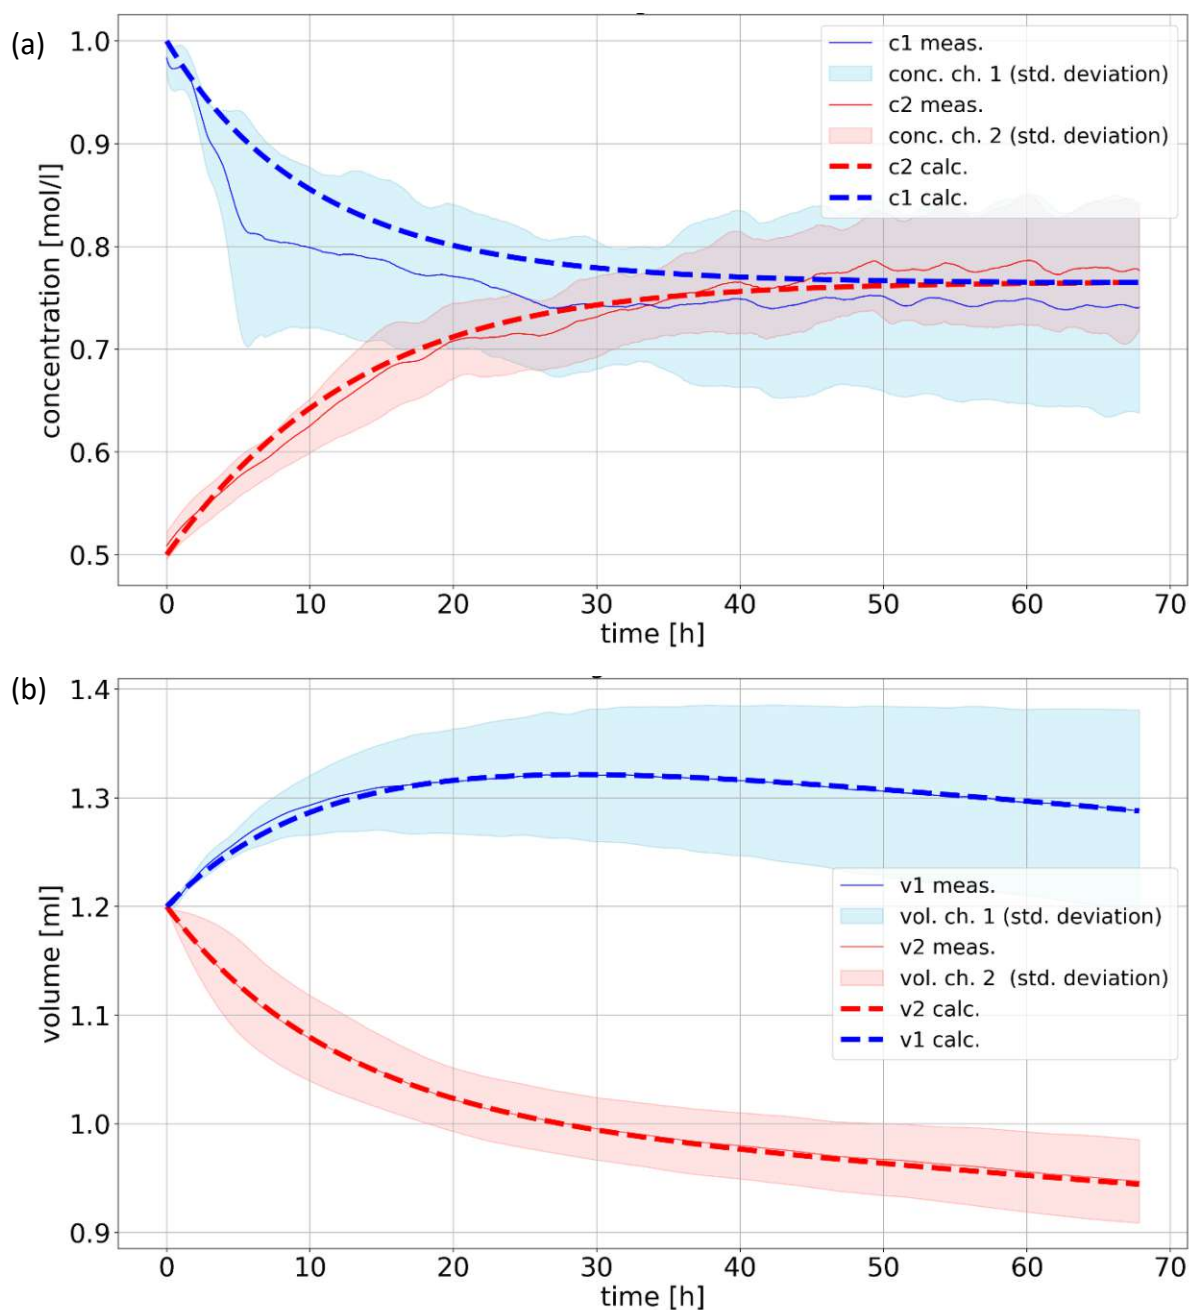 (a)
1.0
0.9
0.8
0.7
0.6
0.5
concentration [mol/l]
c1 meas.
conc. ch. 1 (std. deviation)
c2 meas.
conc. ch. 2 (std. deviation)
c2 calc.
c1 calc.
0 10 20 30 40 50 60 70
time [h]
(b)
1.4
1.3
1.2
1.1
1.0
0.9
volume [ml]
v1 meas.
vol. ch. 1 (std. deviation)
v2 meas.
vol. ch. 2 (std. deviation)
v2 calc.
v1 calc.
0 10 20 30 40 50 60 70
time [h]